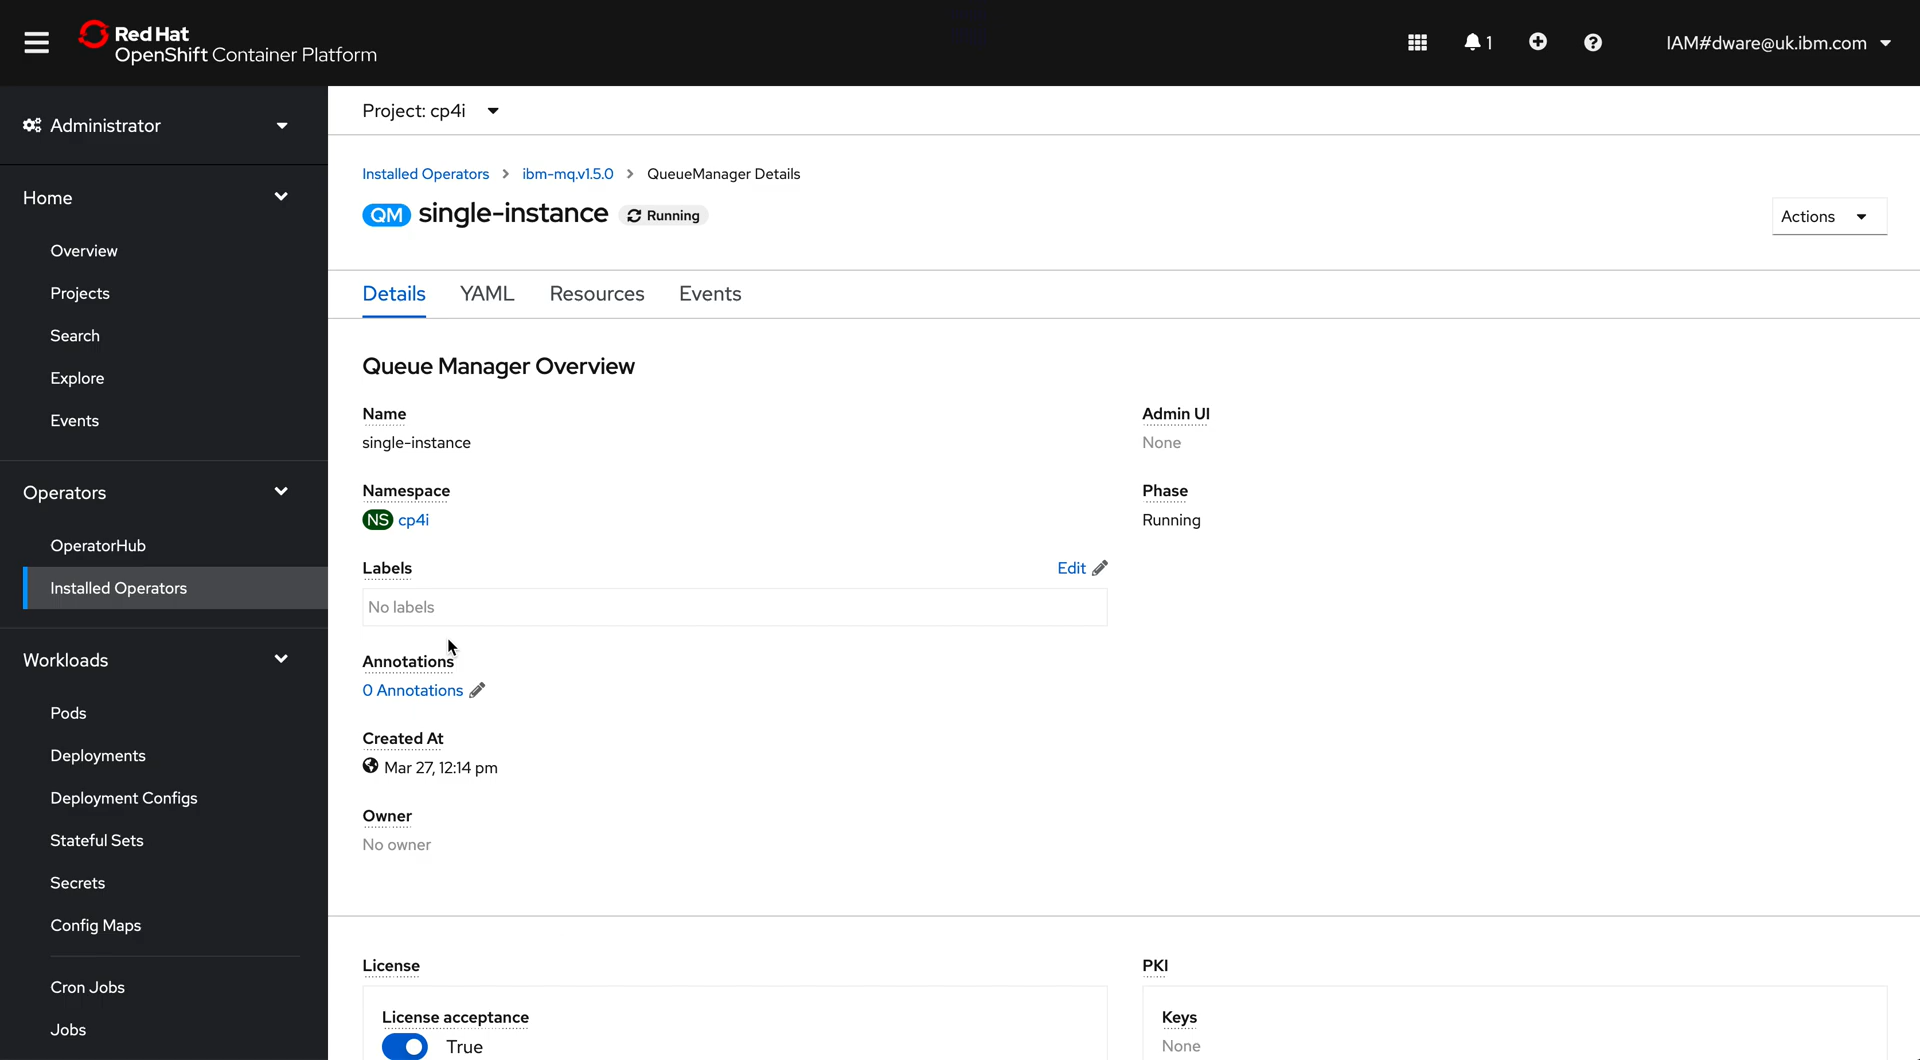 Red Hat
OpenShift Container Platform
1
IAM#dware@uk.ibm.com
Administrator
Home
Overview
Projects
Search
Explore
Events
Operators
OperatorHub
Installed Operators
Workloads
Pods
Deployments
Deployment Configs
Stateful Sets
Secrets
Config Maps
Cron Jobs
Jobs
Project: cp4i
Installed Operators > ibm-mq.v1.5.0 > QueueManager Details
QM single-instance Running
Actions
Details YAML Resources Events
Queue Manager Overview
Name
single-instance
Namespace
NS cp4i
Labels
Edit
No labels
Annotations
0 Annotations
Created At
Mar 27, 12:14 pm
Owner
No owner
Admin UI
None
Phase
Running
License
License acceptance
True
PKI
Keys
None